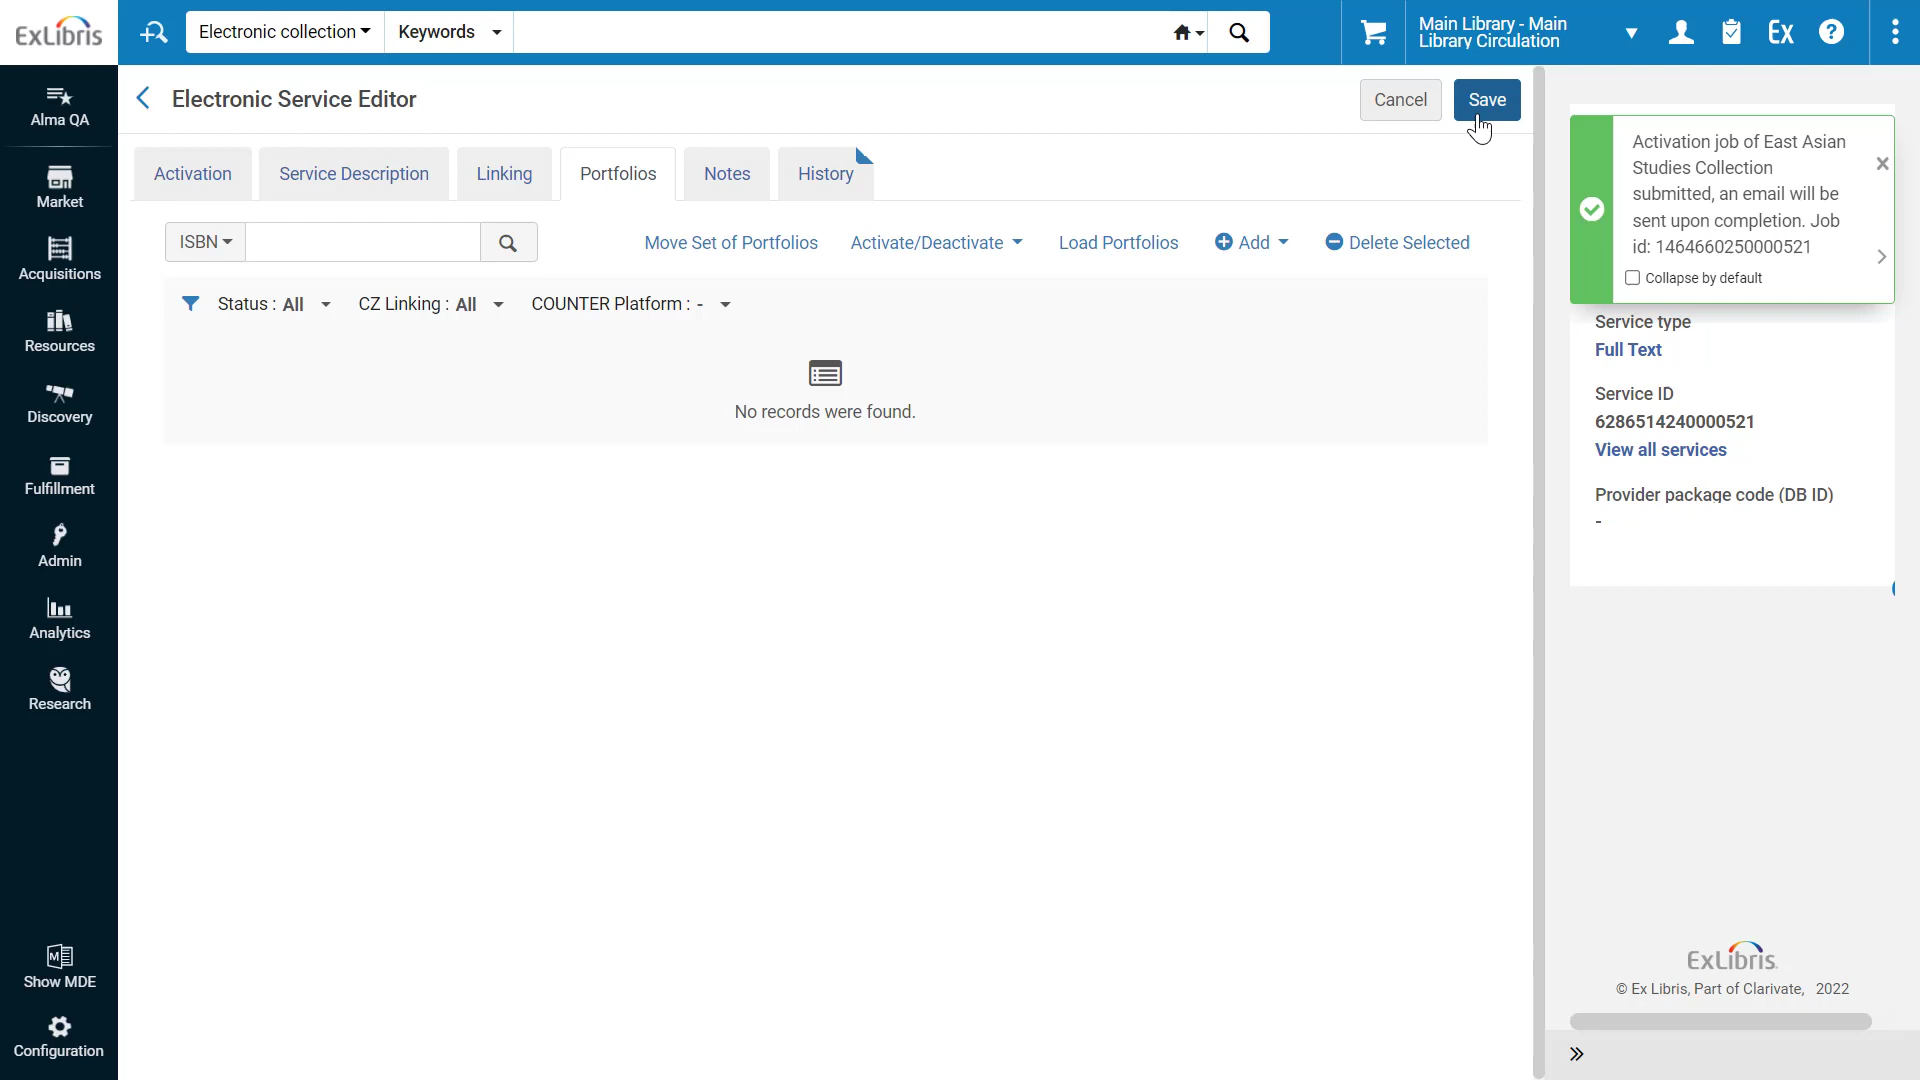 ExLibris
Electronic collection
Keywords
Main Library - Main
Library Circulation
Ex
?
Alma QA
Market
Acquisitions
Resources
Discovery
Fulfillment
Admin
Analytics
Research
Show MDE
Configuration
Electronic Service Editor
Cancel
Save
Activation
Service Description
Linking
Portfolios
Notes
History
ISBN
Move Set of Portfolios
Activate/Deactivate
Load Portfolios
Add
Delete Selected
Status : All
CZ Linking : All
COUNTER Platform : -
No records were found.
Activation job of East Asian
Studies Collection
submitted, an email will be
sent upon completion. Job
id: 1464660250000521
Collapse by default
Service type
Full Text
Service ID
6286514240000521
View all services
Provider package code (DB ID)
-
ExLibris
© Ex Libris, Part of Clarivate, 2022